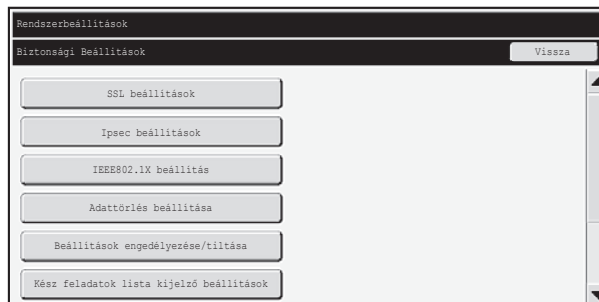 Rendszerbeállítások
Biztonsági Beállítások
Vissza
SSL beállítások
Ipsec beállítások
IEEE802.1X beállítás
Adattörlés beállítása
Beállítások engedélyezése/tiltása
Kész feladatok lista kijelző beállítások